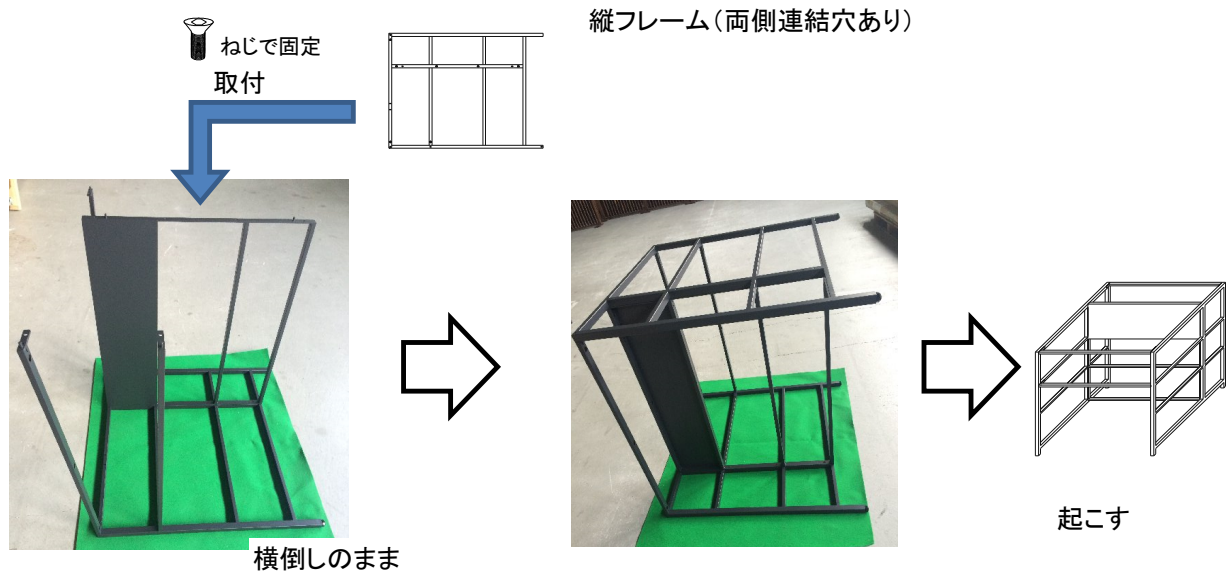 縦フレーム（両側連結穴あり）
ねじで固定
取付
横倒しのまま
起こす